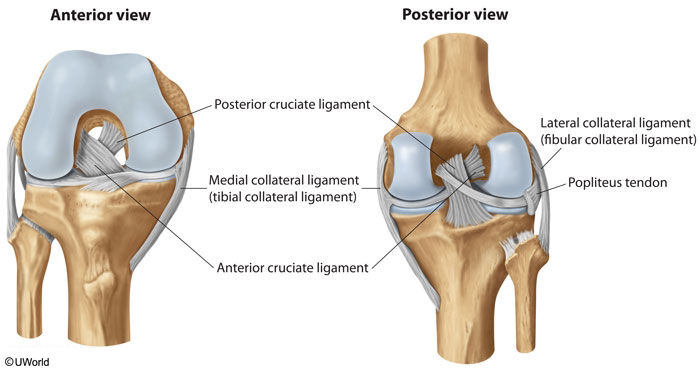 Anterior view
Posterior view
Posterior cruciate ligament
Lateral collateral ligament
(fibular collateral ligament)
Medial collateral ligament
(tibial collateral ligament)
Popliteus tendon
Anterior cruciate ligament
©UWorld